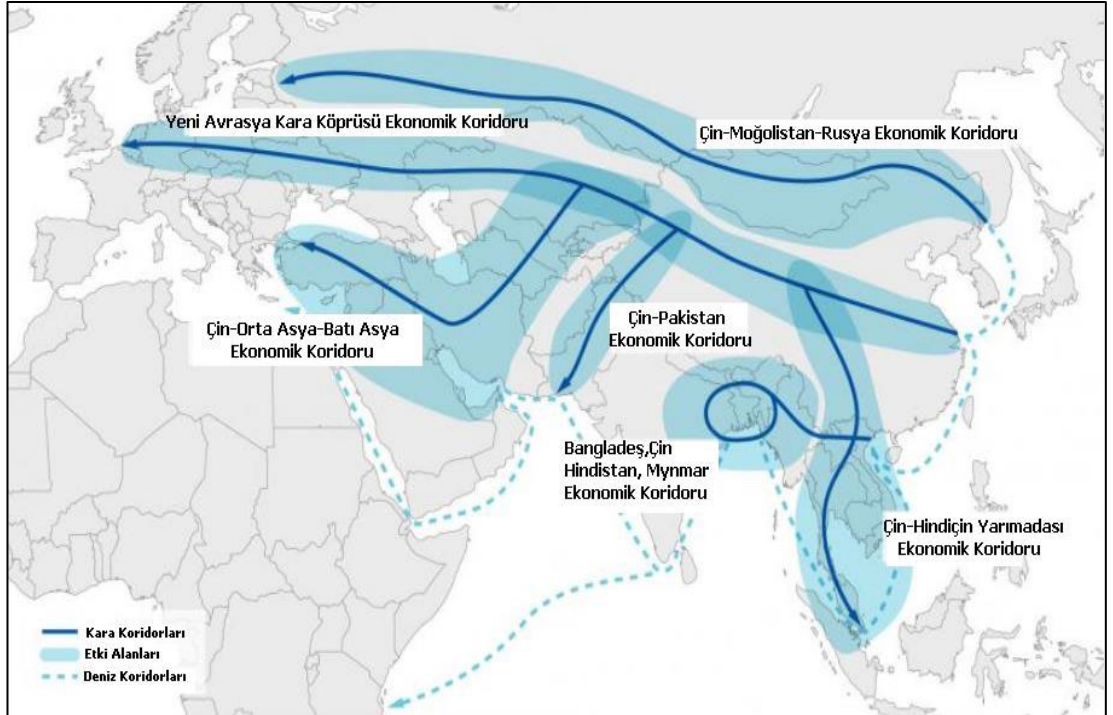 Yeni Avrasya Kara Köprüsü Ekonomik Koridoru
Çin-Moğolistan-Rusya Ekonomik Koridoru
Çin-Orta Asya-Batı Asya
Ekonomik Koridoru
Çin-Pakistan
Ekonomik Koridoru
Bangladeş,Çin
Hindistan, Mynmar
Ekonomik Koridoru
Çin-Hindiçin Yarımadası
Ekonomik Koridoru
Kara Koridorları
Etki Alanları
Deniz Koridorları